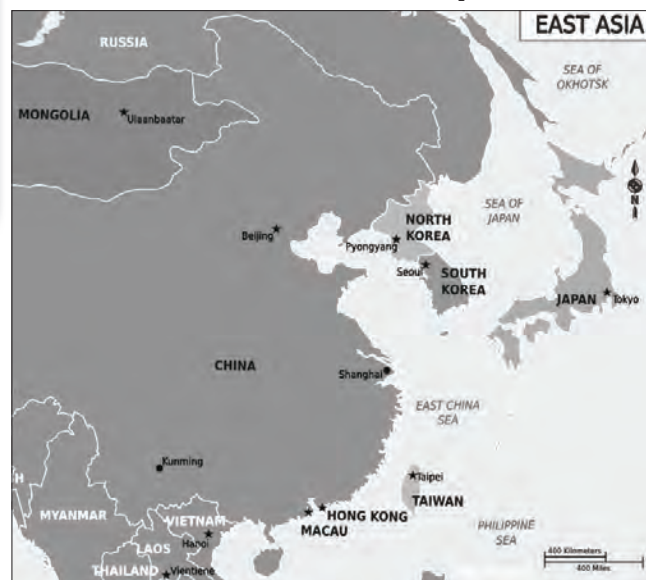 EAST ASIA
RUSSIA
SEA OF
OKHOTSK
MONGOLIA
Ulaanbaatar
N
SEA OF
JAPAN
NORTH
KOREA
Beijing
Pyongyang
Seoul
SOUTH
KOREA
JAPAN
Tokyo
CHINA
Shanghai
EAST CHINA
SEA
Kunming
H
Taipei
TAIWAN
MYANMAR
VIETNAM
HONG KONG
MACAU
PHILIPPINE
SEA
Hanoi
LAOS
THAILAND
Vientiene
400 Kilometers
400 Miles